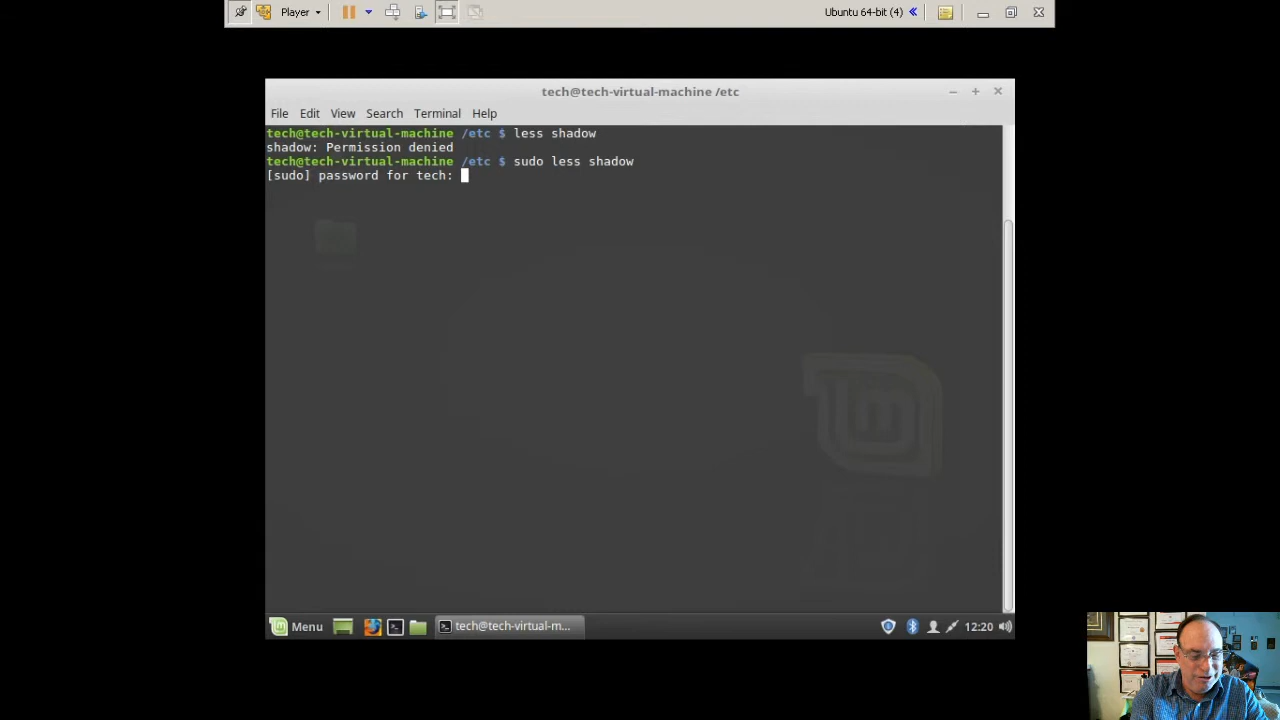 Player
Ubuntu 64-bit (4)
tech@tech-virtual-machine /etc
File Edit View Search Terminal Help
tech@tech-virtual-machine /etc $ less shadow
shadow: Permission denied
tech@tech-virtual-machine /etc $ sudo less shadow
[sudo] password for tech:
Menu
tech@tech-virtual-m...
12:20